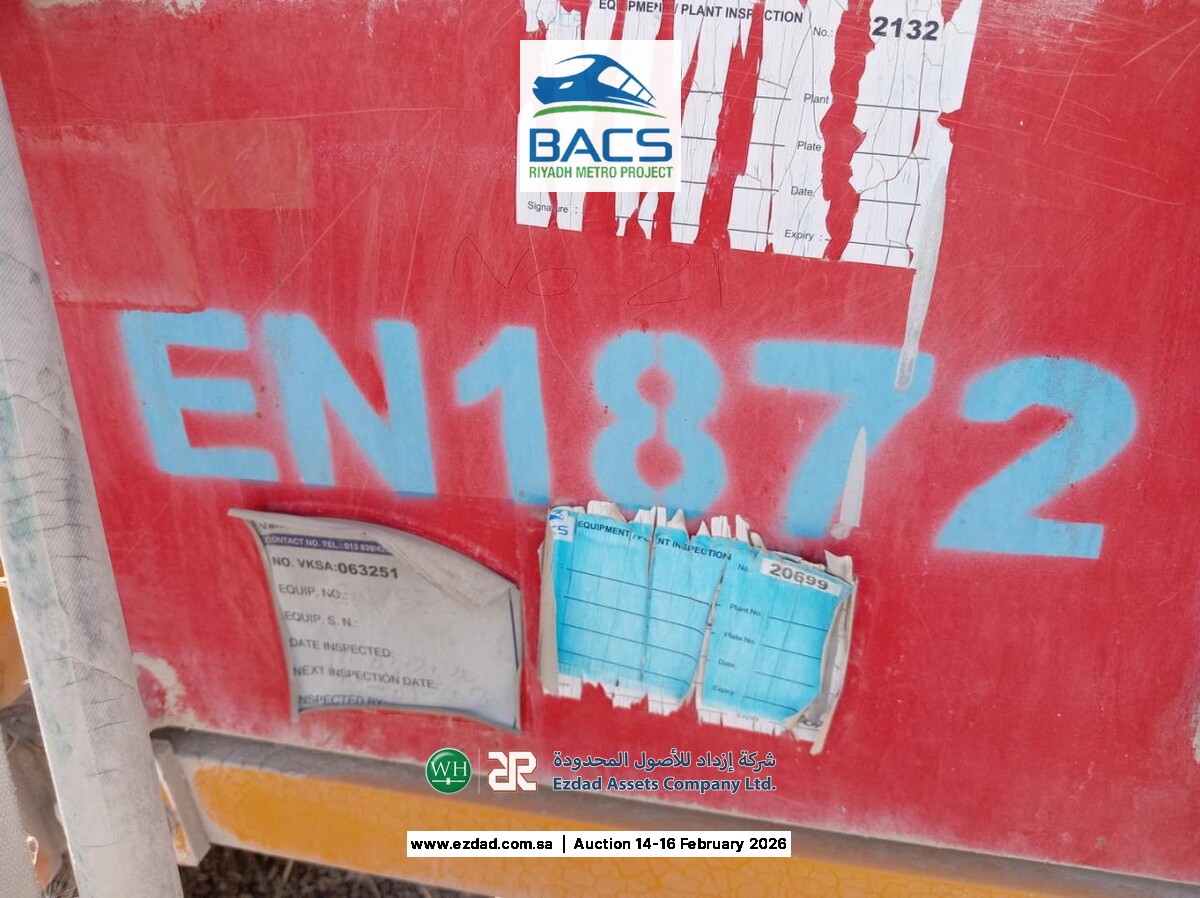 EQUIPMENT / PLANT INSPECTION
No.: 2132
Plant
Plate
Date.
Signature :
Expiry :
BACS
RIYADH METRO PROJECT
No 21
EN1872
CONTACT NO. TEL.: 013
NO. VKSA:063251
EQUIP. NO.:
EQUIP. S. N.:
DATE INSPECTED:
NEXT INSPECTION DATE:
INSPECTED BY:
CS
EQUIPMENT/PLANT INSPECTION
No. 20699
Plant No.
Plate No.
Date.
Expiry
WH
شركة إزداد للأصول المحدودة
Ezdad Assets Company Ltd.
www.ezdad.com.sa | Auction 14-16 February 2026